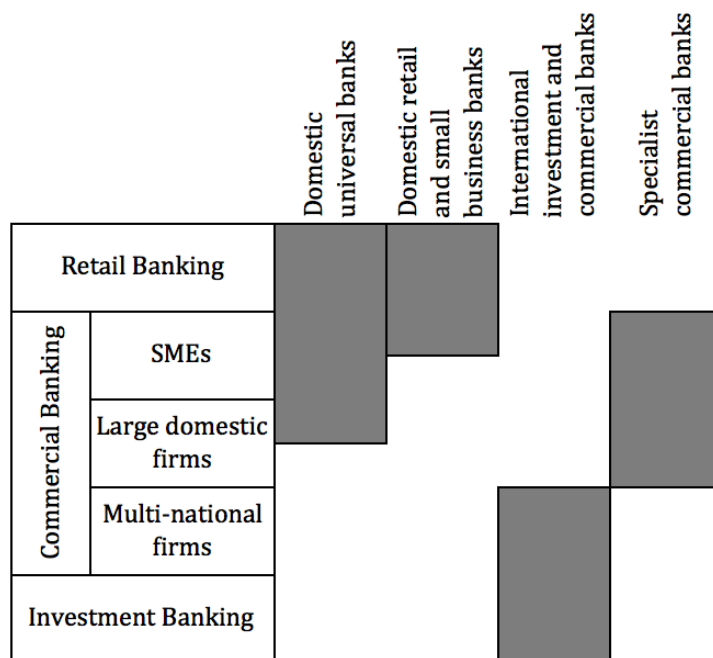 Domestic
universal banks
Domestic retail
and small
business banks
International
investment and
commercial banks
Specialist
commercial banks
Retail Banking
Commercial Banking
SMEs
Large domestic
firms
Multi-national
firms
Investment Banking